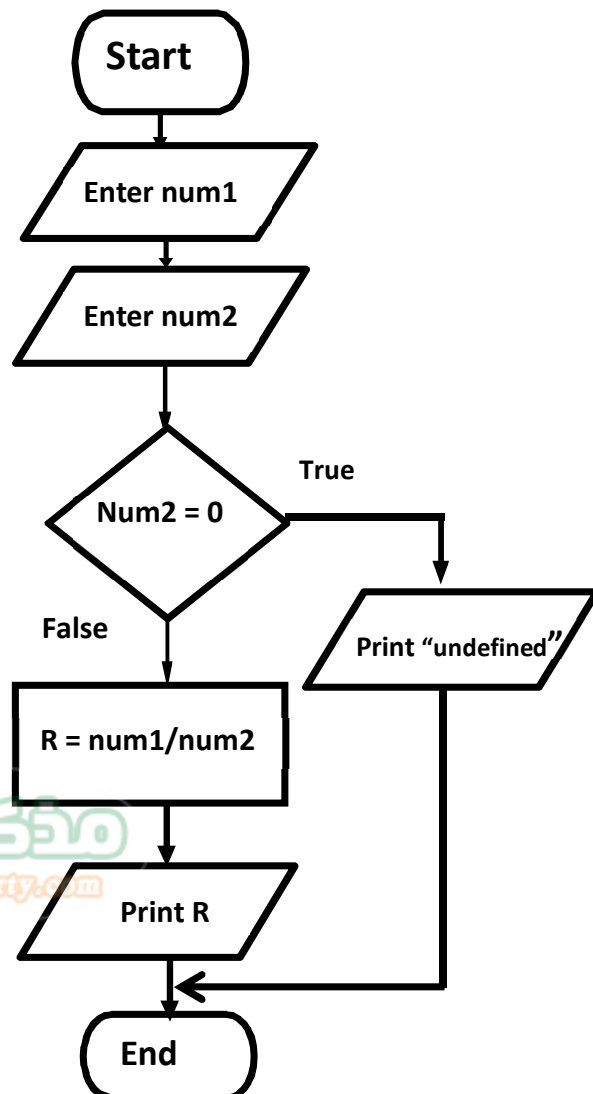 Start
Enter num1
Enter num2
True
Num2 = 0
False
Print “undefined”
R = num1/num2
Print R
End